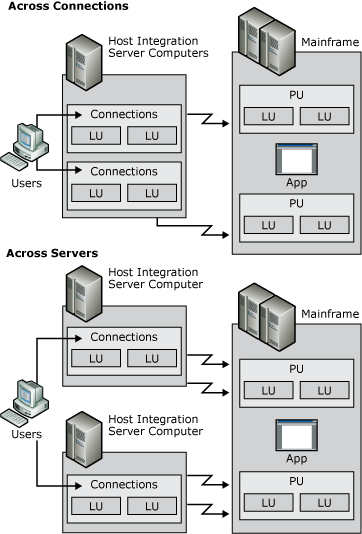 Across Connections
Host Integration
Server Computers
Mainframe
Connections
LU LU
PU
LU LU
Users
Connections
LU LU
App
PU
LU LU
Across Servers
Host Integration
Server Computer
Mainframe
Connections
LU LU
PU
LU LU
Users
Host Integration
Server Computer
App
Connections
LU LU
PU
LU LU